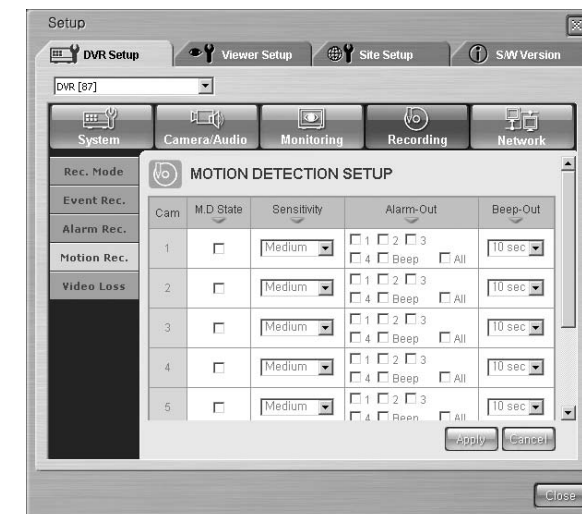 Setup
DVR Setup Viewer Setup Site Setup S/W Version
DVR [87]
System Camera/Audio Monitoring Recording Network
Rec. Mode
Event Rec.
Alarm Rec.
Motion Rec.
Video Loss
MOTION DETECTION SETUP
Cam M.D State Sensitivity Alarm-Out Beep-Out
1 Medium 1 2 3 4 Beep All 10 sec
2 Medium 1 2 3 4 Beep All 10 sec
3 Medium 1 2 3 4 Beep All 10 sec
4 Medium 1 2 3 4 Beep All 10 sec
5 Medium 1 2 3 4 Beep All 10 sec
Apply Cancel
Close